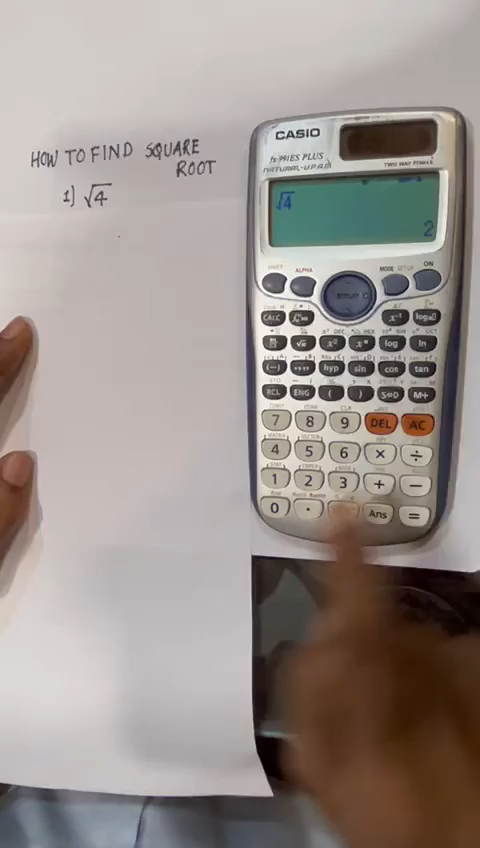 HOW TO FIND SQUARE
ROOT
1) √4
CASIO
fx-991ES PLUS
NATURAL-V.P.A.M.
TWO WAY POWER
√4
2
SHIFT ALPHA MODE SETUP ON
CALC x⁻¹
√ x² log ln
(−) hyp sin cos tan
RCL ENG ( ) S⇔D M+
7 8 9 DEL AC
4 5 6 × ÷
1 2 3 + −
0 . Ans =